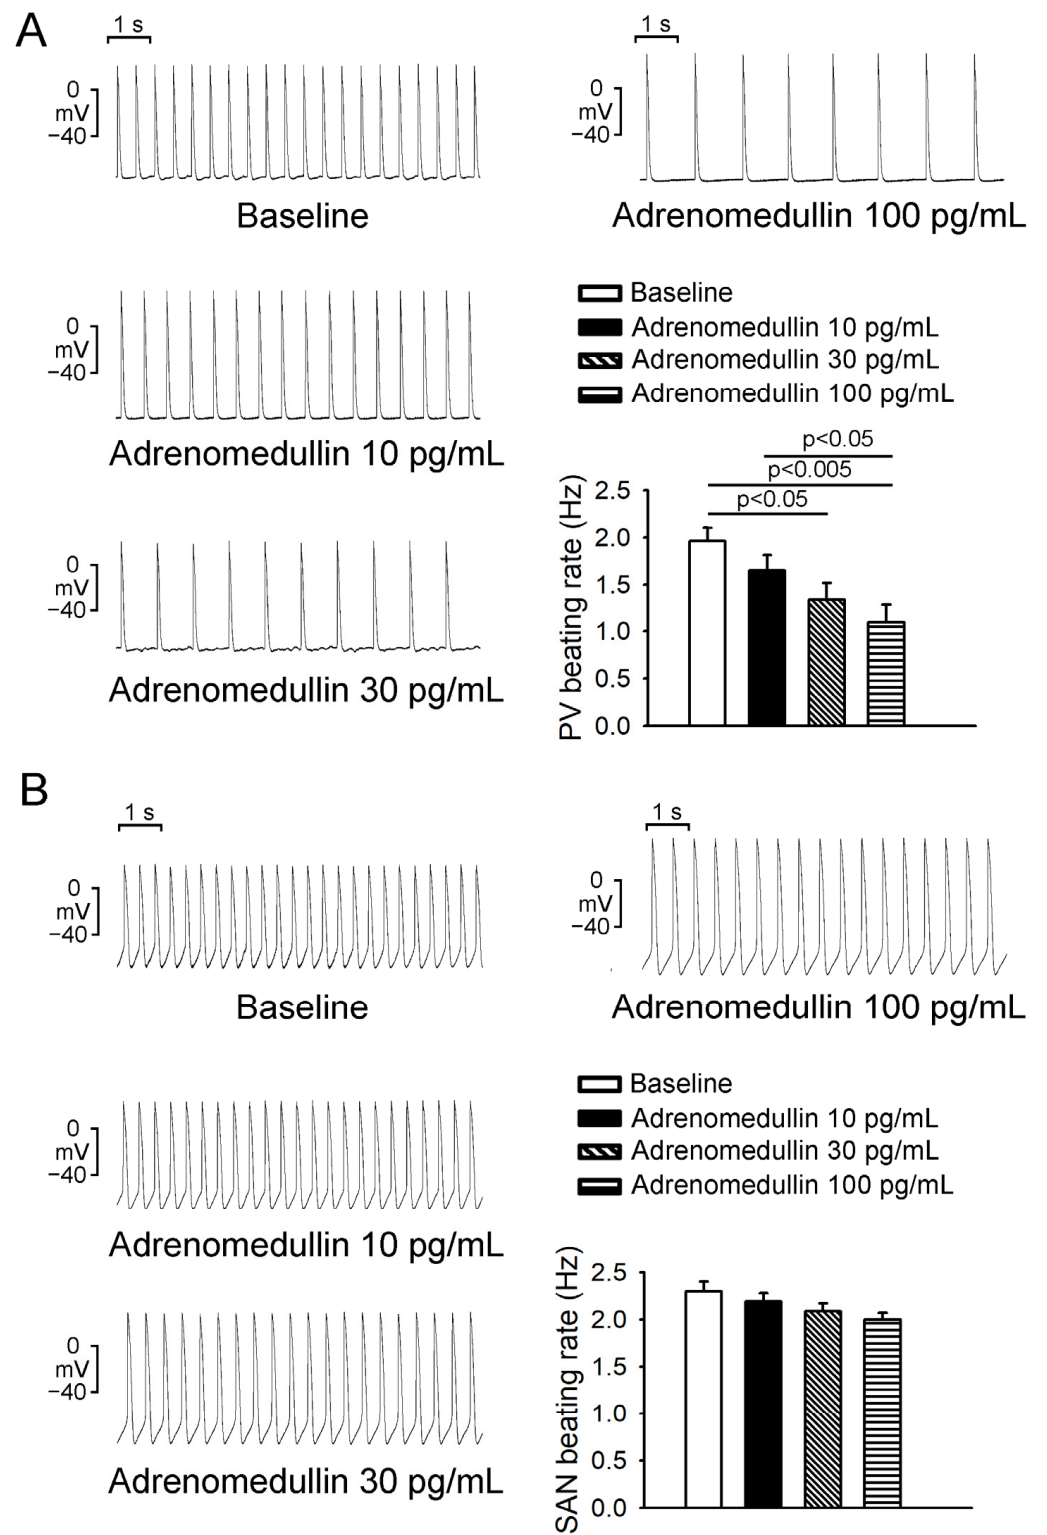 A
1 s
0
mV
−40
Baseline
1 s
0
mV
−40
Adrenomedullin 100 pg/mL
0
mV
−40
Adrenomedullin 10 pg/mL
0
mV
−40
Adrenomedullin 30 pg/mL
Baseline
Adrenomedullin 10 pg/mL
Adrenomedullin 30 pg/mL
Adrenomedullin 100 pg/mL
p<0.05
p<0.005
p<0.05
PV beating rate (Hz)
2.5
2.0
1.5
1.0
0.5
0.0
B
1 s
0
mV
−40
Baseline
1 s
0
mV
−40
Adrenomedullin 100 pg/mL
0
mV
−40
Adrenomedullin 10 pg/mL
0
mV
−40
Adrenomedullin 30 pg/mL
Baseline
Adrenomedullin 10 pg/mL
Adrenomedullin 30 pg/mL
Adrenomedullin 100 pg/mL
SAN beating rate (Hz)
2.5
2.0
1.5
1.0
0.5
0.0